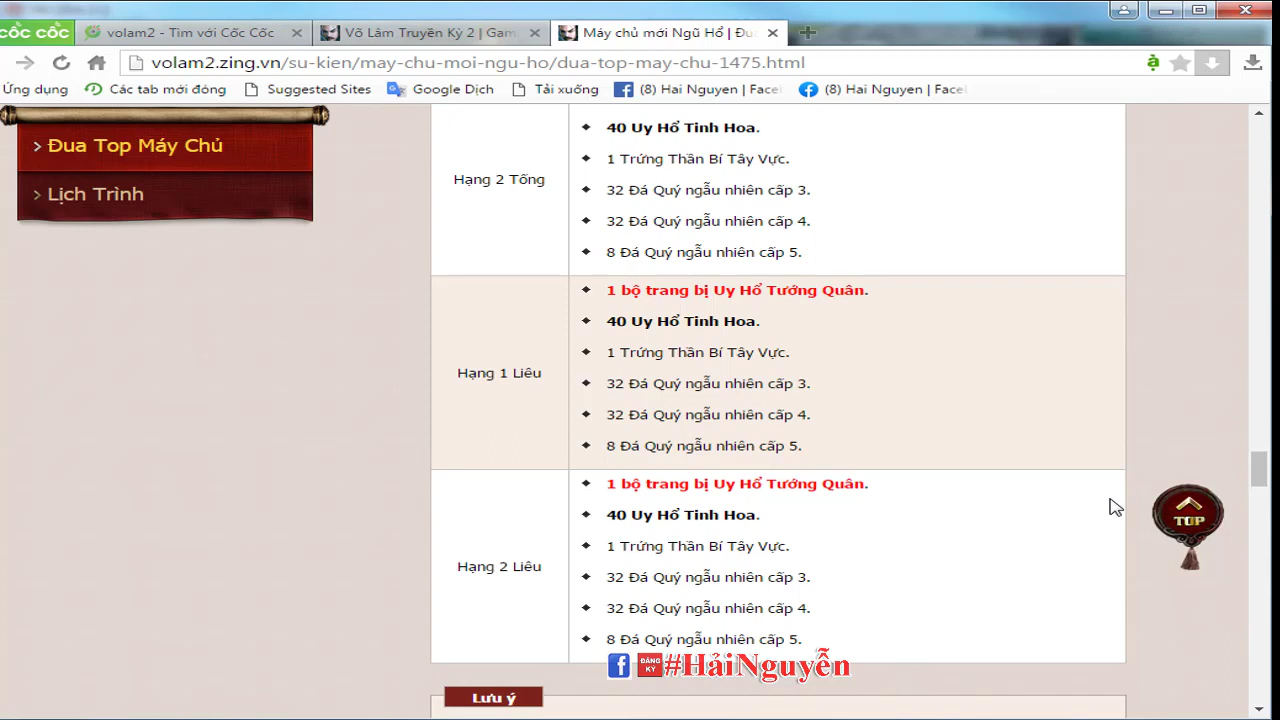 cốc cốc
volam2 - Tìm với Cốc Cốc
Võ Lâm Truyền Kỳ 2 | Gam
Máy chủ mới Ngũ Hổ | Đu
volam2.zing.vn/su-kien/may-chu-moi-ngu-ho/dua-top-may-chu-1475.html
Ứng dụng
Các tab mới đóng
Suggested Sites
Google Dịch
Tải xuống
(8) Hai Nguyen | Facel
(8) Hai Nguyen | Facel
> Đua Top Máy Chủ
> Lịch Trình
Hạng 2 Tống
40 Uy Hổ Tinh Hoa.
1 Trứng Thần Bí Tây Vực.
32 Đá Quý ngẫu nhiên cấp 3.
32 Đá Quý ngẫu nhiên cấp 4.
8 Đá Quý ngẫu nhiên cấp 5.
Hạng 1 Liêu
1 bộ trang bị Uy Hổ Tướng Quân.
40 Uy Hổ Tinh Hoa.
1 Trứng Thần Bí Tây Vực.
32 Đá Quý ngẫu nhiên cấp 3.
32 Đá Quý ngẫu nhiên cấp 4.
8 Đá Quý ngẫu nhiên cấp 5.
Hạng 2 Liêu
1 bộ trang bị Uy Hổ Tướng Quân.
40 Uy Hổ Tinh Hoa.
1 Trứng Thần Bí Tây Vực.
32 Đá Quý ngẫu nhiên cấp 3.
32 Đá Quý ngẫu nhiên cấp 4.
8 Đá Quý ngẫu nhiên cấp 5.
TOP
ĐĂNG KÝ
#HảiNguyễn
Lưu ý